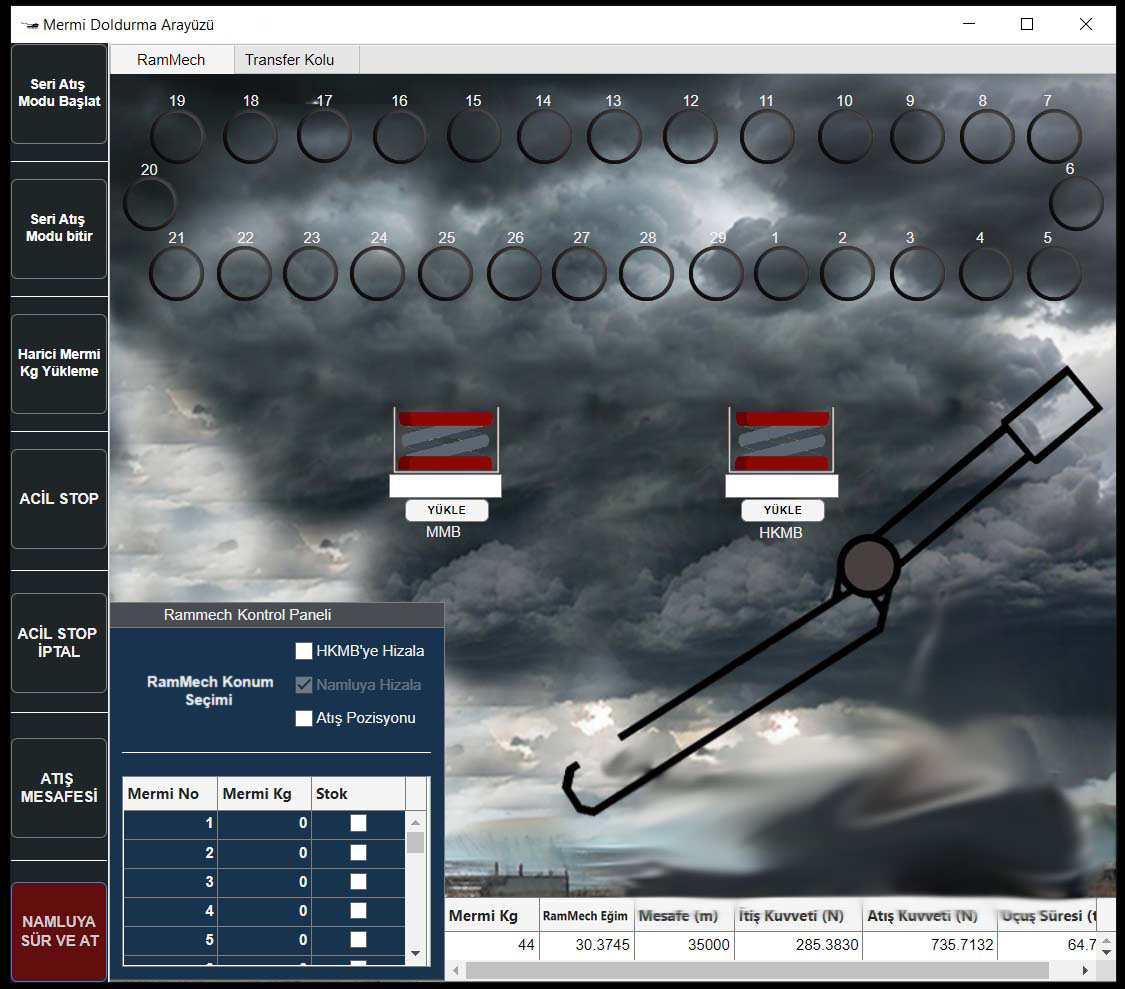 Mermi Doldurma Arayüzü
RamMech
Transfer Kolu
Seri Atış
Modu Başlat
Seri Atış
Modu bitir
Harici Mermi
Kg Yükleme
ACİL STOP
ACİL STOP
İPTAL
ATIŞ
MESAFESİ
NAMLUYA
SÜR VE AT
19 18 17 16 15 14 13 12 11 10 9 8 7
20 6
21 22 23 24 25 26 27 28 29 1 2 3 4 5
YÜKLE
MMB
YÜKLE
HKMB
Rammech Kontrol Paneli
RamMech Konum
Seçimi
HKMB'ye Hizala
Namluya Hizala
Atış Pozisyonu
Mermi No Mermi Kg Stok
1 0
2 0
3 0
4 0
5 0
Mermi Kg RamMech Eğim Mesafe (m) İtiş Kuvveti (N) Atış Kuvveti (N) Uçuş Süresi (
44 30.3745 35000 285.3830 735.7132 64.7